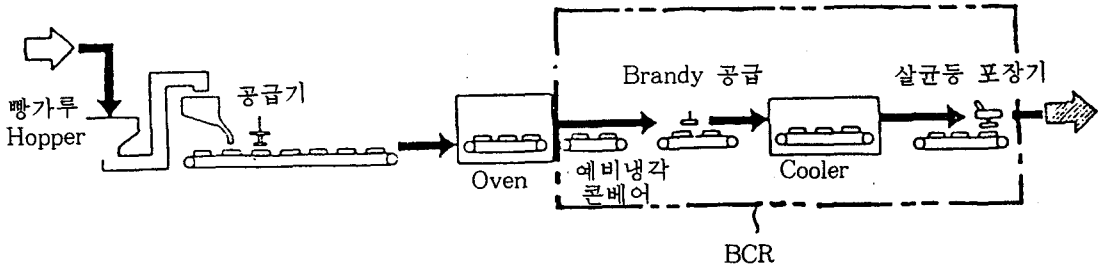 빵가루
Hopper
공급기
Oven
예비냉각
콘베어
Brandy 공급
Cooler
살균등 포장기
BCR